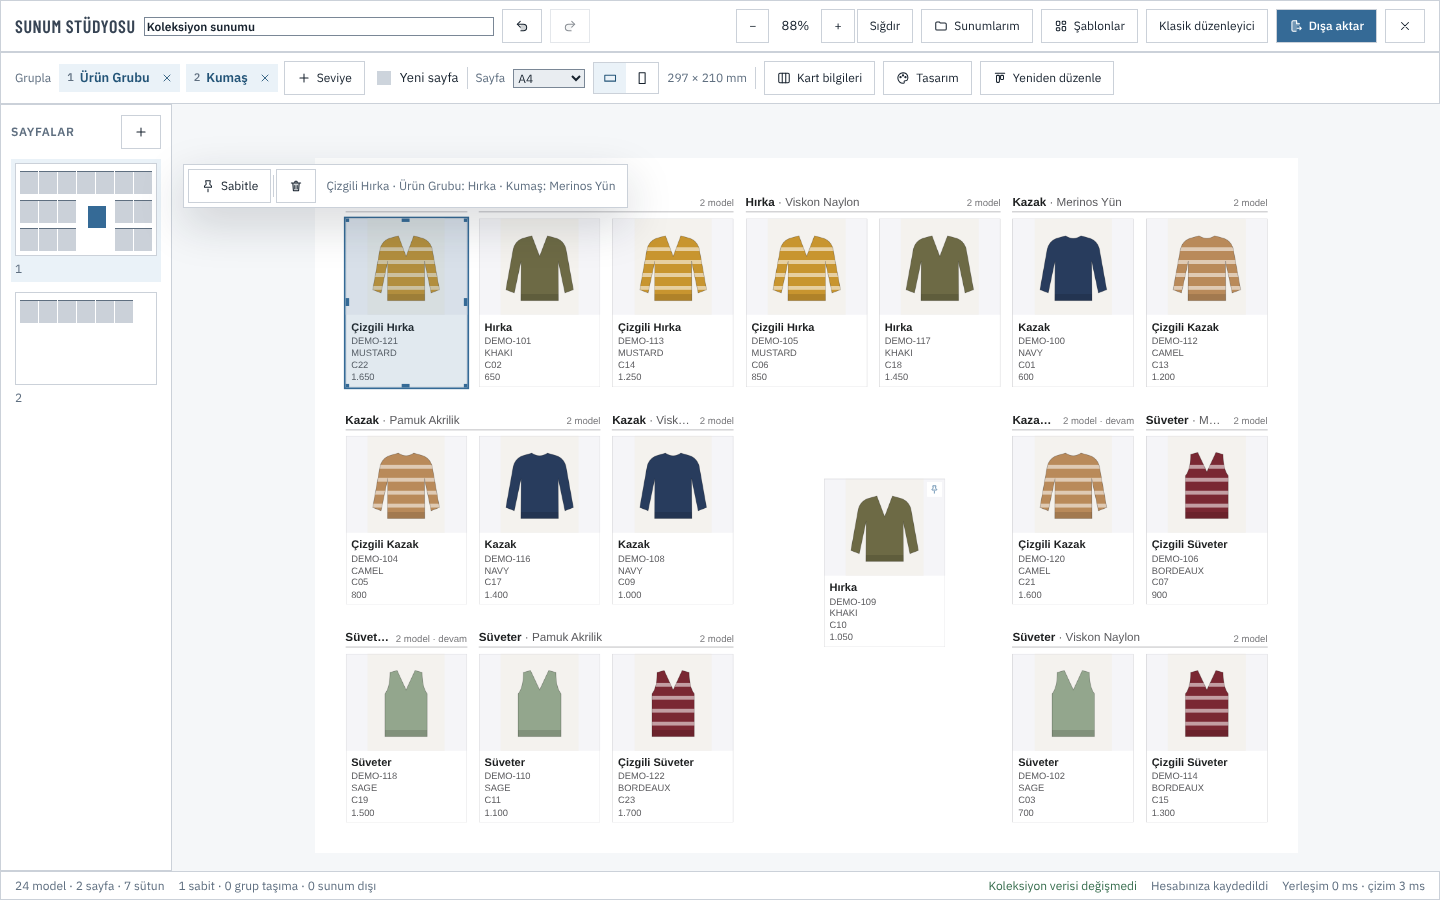 SUNUM STÜDYOSU
Koleksiyon sunumu
88%
Sığdır
Sunumlarım
Şablonlar
Klasik düzenleyici
Dışa aktar
Grupla
1 Ürün Grubu
2 Kumaş
Seviye
Yeni sayfa
Sayfa
A4
297 × 210 mm
Kart bilgileri
Tasarım
Yeniden düzenle
SAYFALAR
1
2
Sabitle
Çizgili Hırka · Ürün Grubu: Hırka · Kumaş: Merinos Yün
2 model
Hırka · Viskon Naylon 2 model
Kazak · Merinos Yün 2 model
Çizgili Hırka
DEMO-121
MUSTARD
C22
1.650
Hırka
DEMO-101
KHAKI
C02
650
Çizgili Hırka
DEMO-113
MUSTARD
C14
1.250
Çizgili Hırka
DEMO-105
MUSTARD
C06
850
Hırka
DEMO-117
KHAKI
C18
1.450
Kazak
DEMO-100
NAVY
C01
600
Çizgili Kazak
DEMO-112
CAMEL
C13
1.200
Kazak · Pamuk Akrilik 2 model
Kazak · Visk... 2 model
Kaza... 2 model · devam
Süveter · M... 2 model
Çizgili Kazak
DEMO-104
CAMEL
C05
800
Kazak
DEMO-116
NAVY
C17
1.400
Kazak
DEMO-108
NAVY
C09
1.000
Hırka
DEMO-109
KHAKI
C10
1.050
Çizgili Kazak
DEMO-120
CAMEL
C21
1.600
Çizgili Süveter
DEMO-106
BORDEAUX
C07
900
Süvet... 2 model · devam
Süveter · Pamuk Akrilik 2 model
Süveter · Viskon Naylon 2 model
Süveter
DEMO-118
SAGE
C19
1.500
Süveter
DEMO-110
SAGE
C11
1.100
Çizgili Süveter
DEMO-122
BORDEAUX
C23
1.700
Süveter
DEMO-102
SAGE
C03
700
Çizgili Süveter
DEMO-114
BORDEAUX
C15
1.300
24 model · 2 sayfa · 7 sütun
1 sabit · 0 grup taşıma · 0 sunum dışı
Koleksiyon verisi değişmedi
Hesabınıza kaydedildi
Yerleşim 0 ms · çizim 3 ms